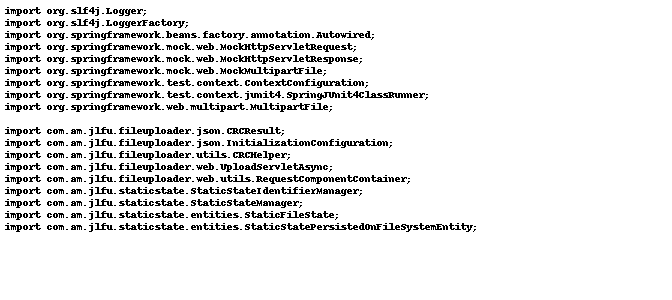 import org.slf4j.Logger;
import org.slf4j.LoggerFactory;
import org.springframework.beans.factory.annotation.Autowired;
import org.springframework.mock.web.MockHttpServletRequest;
import org.springframework.mock.web.MockHttpServletResponse;
import org.springframework.mock.web.MockMultipartFile;
import org.springframework.test.context.ContextConfiguration;
import org.springframework.test.context.junit4.SpringJUnit4ClassRunner;
import org.springframework.web.multipart.MultipartFile;

import com.am.jlfu.fileuploader.json.CRCResult;
import com.am.jlfu.fileuploader.json.InitializationConfiguration;
import com.am.jlfu.fileuploader.utils.CRCHelper;
import com.am.jlfu.fileuploader.web.UploadServletAsync;
import com.am.jlfu.fileuploader.web.utils.RequestComponentContainer;
import com.am.jlfu.staticstate.StaticStateIdentifierManager;
import com.am.jlfu.staticstate.StaticStateManager;
import com.am.jlfu.staticstate.entities.StaticFileState;
import com.am.jlfu.staticstate.entities.StaticStatePersistedOnFileSystemEntity;